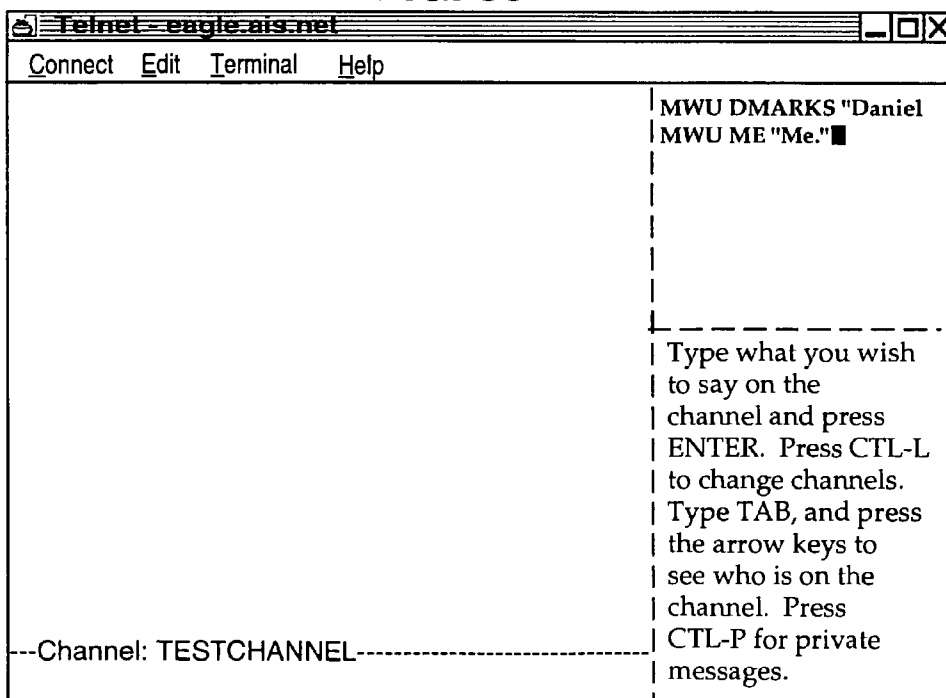 Telnet - eagle.ais.net
Connect Edit Terminal Help
MWU DMARKS "Daniel
MWU ME "Me."
Type what you wish
to say on the
channel and press
ENTER. Press CTL-L
to change channels.
Type TAB, and press
the arrow keys to
see who is on the
channel. Press
CTL-P for private
messages.
---Channel: TESTCHANNEL---